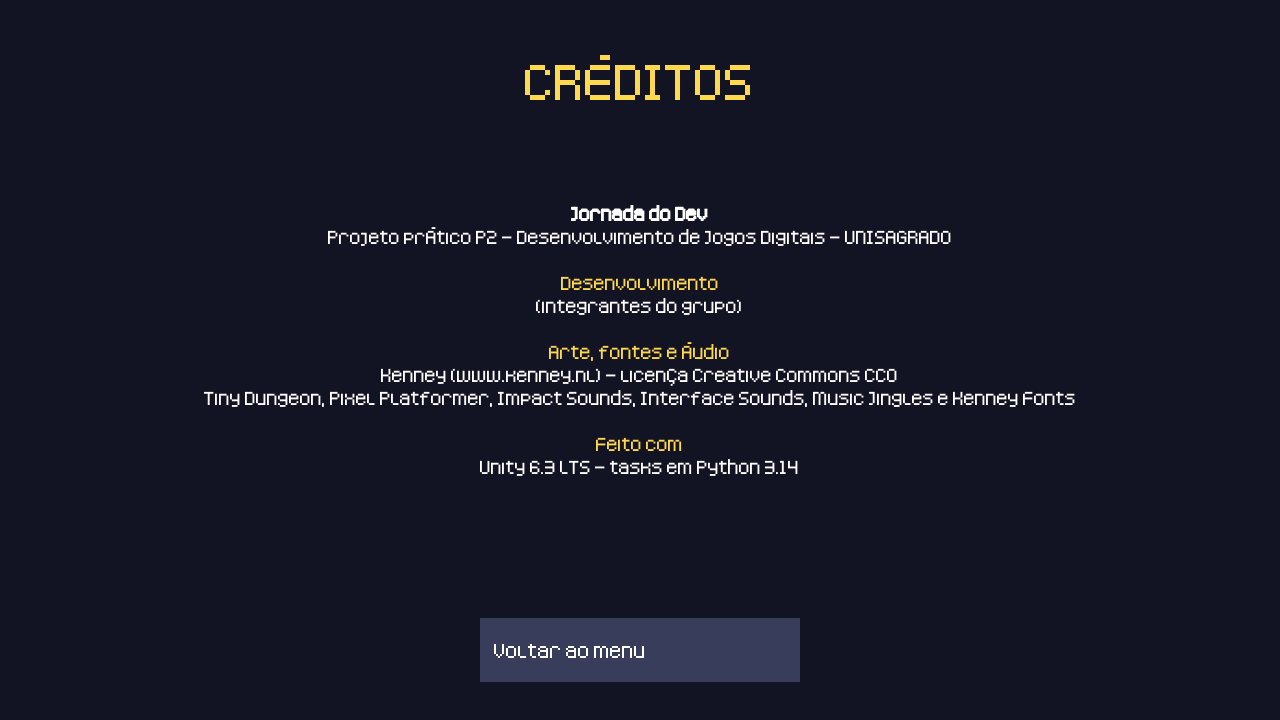 CRÉDITOS
Jornada do Dev
Projeto prÁtico P2 - Desenvolvimento de Jogos Digitais - UNISAGRADO
Desenvolvimento
(integrantes do grupo)
Arte, fontes e Áudio
Kenney (www.kenney.nl) - licenÇa Creative Commons CC0
Tiny Dungeon, Pixel Platformer, Impact Sounds, Interface Sounds, Music Jingles e Kenney Fonts
Feito com
Unity 6.3 LTS - tasks em Python 3.14
Voltar ao menu